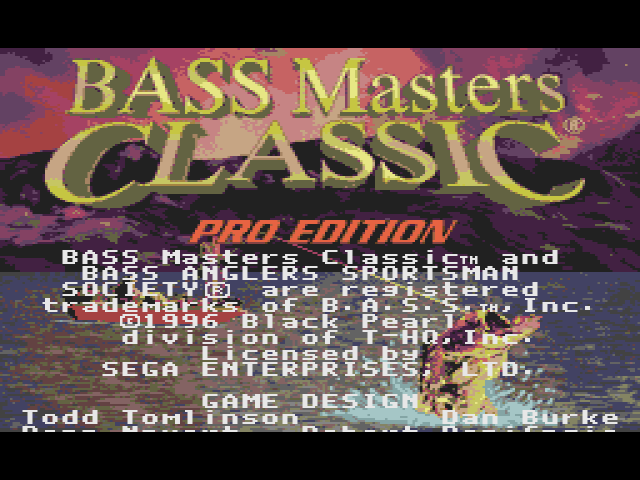 BASS Masters
CLASSIC®
PRO EDITION
BASS Masters Classic™ and
BASS ANGLERS SPORTSMAN
SOCIETY® are registered
trademarks of B.A.S.S.™,Inc.
©1996 Black Pearl
division of T.HQ,Inc.
Licensed by
SEGA ENTERPRISES, LTD.
GAME DESIGN
Todd Tomlinson Dan Burke